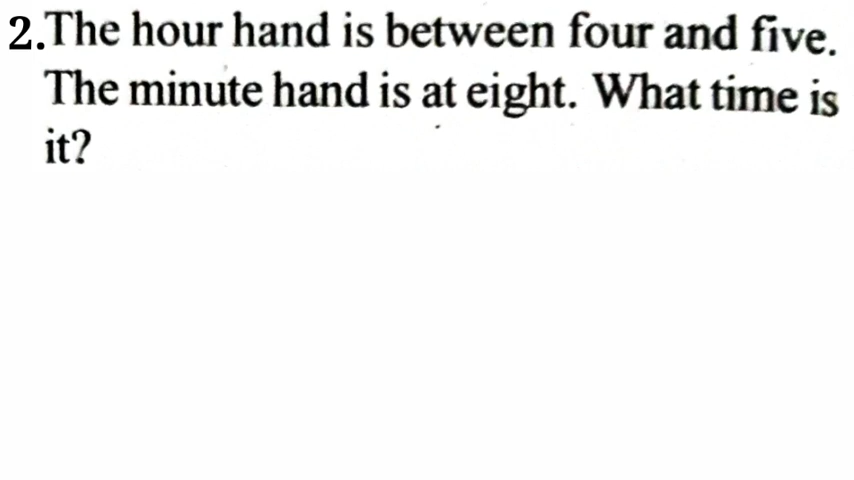 2.The hour hand is between four and five.
The minute hand is at eight. What time is
it?